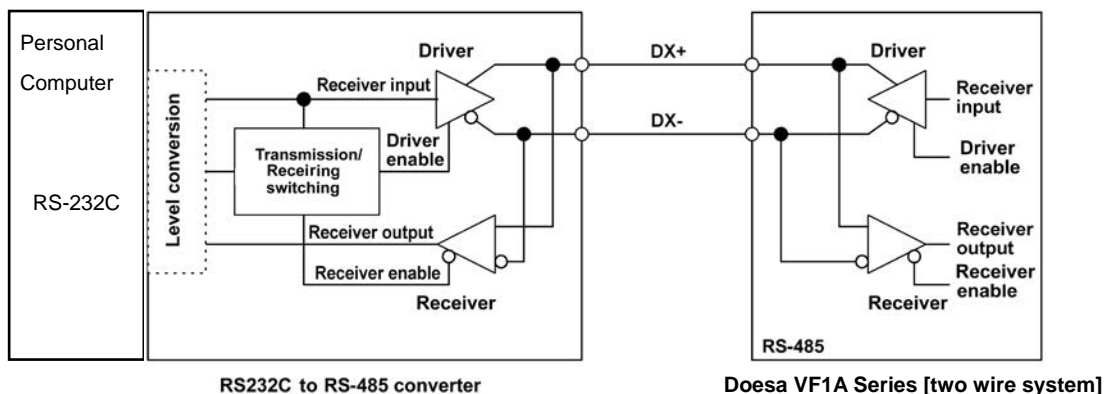 Personal
Computer
RS-232C
Level conversion
Receiver input
Driver
Driver
enable
Transmission/
Receiring
switching
Receiver output
Receiver enable
Receiver
DX+
DX-
Driver
Receiver
input
Driver
enable
Receiver
output
Receiver
enable
Receiver
RS-485
RS232C to RS-485 converter
Doesa VF1A Series [two wire system]